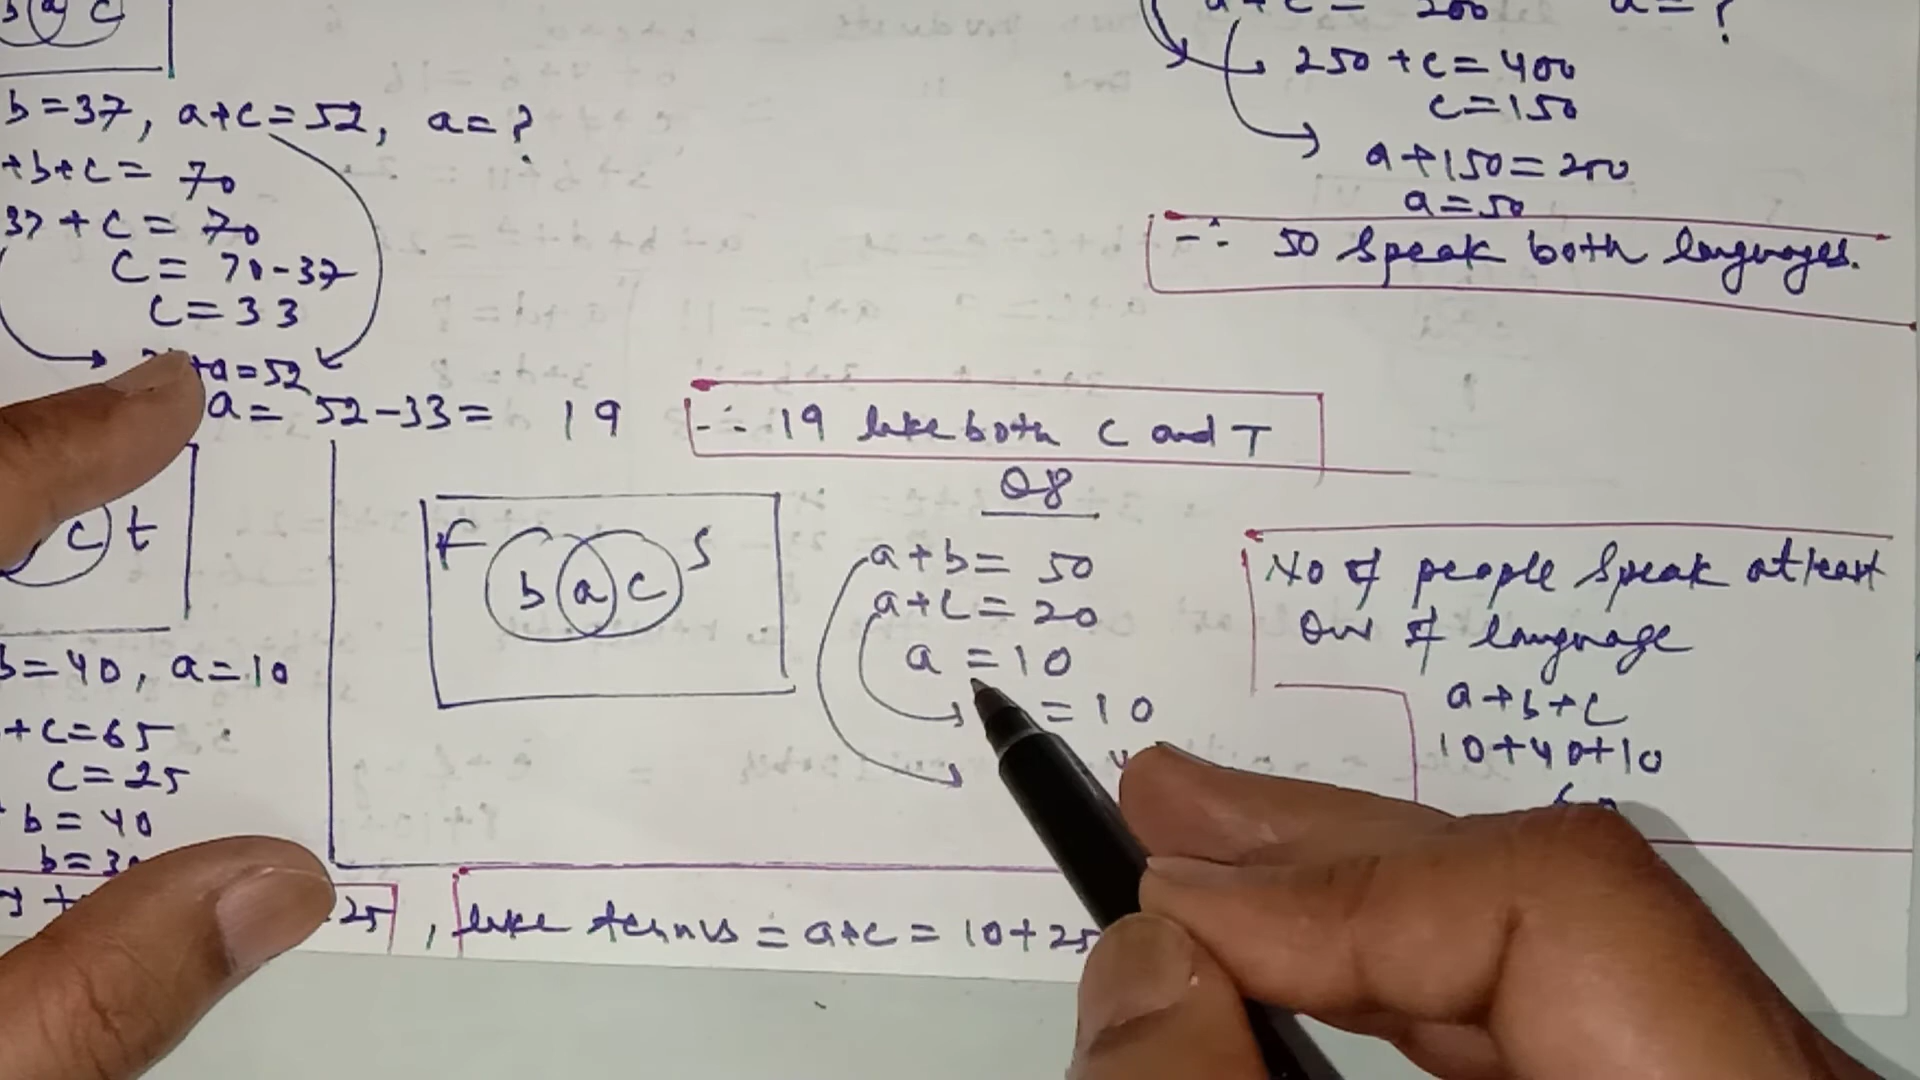 b a c
b=37, a+c=52, a=?
+b+c= 70
37+c=70
c= 70-37
c=33
+a=52
a= 52-33= 19
∴ 19 like both C and T
a+c= 200 a=?
250+c=400
c=150
a+150=200
a=50
∴ 50 Speak both languages.
c t
b=40, a=10
+c=65
c=25
b=40
25
, like tennis = a+c = 10+25
F b a c S
Q8
a+b= 50
a+c=20
a =10
=10
No of people Speak atleast
One of language
a+b+c
10+40+10